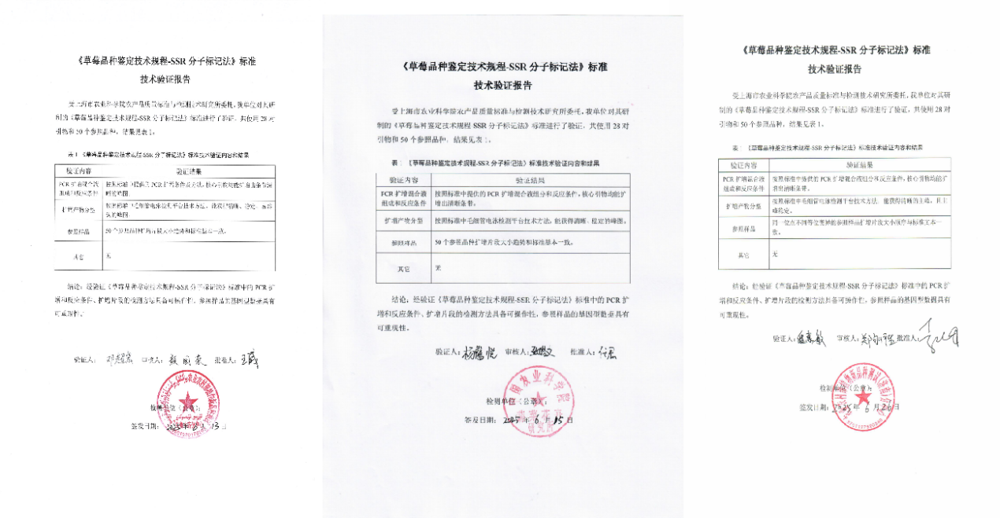 《草莓品种鉴定技术规程-SSR 分子标记法》标准
技术验证报告
受上海市农业科学院农产品质量标准与检测技术研究所委托，我单位对其研
制的《草莓品种鉴定技术规程-SSR 分子标记法》标准进行了验证，共使用 28 对
引物和 50 个参照品种，结果见表 1。
表 1 《草莓品种鉴定技术规程-SSR 分子标记法》标准技术验证内容和结果
验证内容 验证结果
PCR 扩增混合液
组成和反应条件
按照标准中提供的 PCR 扩增条件及方法，核心引物均能扩增出条带清
晰的峰图。
扩增产物分型
按照标准中毛细管电泳检测平台技术方法，能获得清晰、稳定、
的峰图。
参照样品 50 个参照品种扩增片段大小趋势和标准基本一致。
其它 无
结论：经验证《草莓品种鉴定技术规程-SSR 分子标记法》标准中的 PCR 扩
增和反应条件、扩增片段的检测方法具备可操作性，参照样品的基因型数据具有
可重现性。
验证人： 审核人： 批准人：
检测单位（公章）：
签发日期： 2025 年 月 13 日
《草莓品种鉴定技术规程-SSR 分子标记法》标准
技术验证报告
受上海市农业科学院农产品质量标准与检测技术研究所委托，我单位对其研
制的《草莓品种鉴定技术规程-SSR 分子标记法》标准进行了验证，共使用 28 对
引物和 50 个参照品种，结果见表 1。
表 1 《草莓品种鉴定技术规程-SSR 分子标记法》标准技术验证内容和结果
验证内容 验证结果
PCR 扩增混合液
组成和反应条件
按照标准中提供的 PCR 扩增混合液组分和反应条件，核心引物均能扩
增出清晰条带。
扩增产物分型 按照标准中毛细管电泳检测平台技术方法，能获得清晰、稳定的峰图。
参照样品 50 个参照品种扩增片段大小趋势和标准基本一致。
其它 无
结论：经验证《草莓品种鉴定技术规程-SSR 分子标记法》标准中的 PCR 扩
增和反应条件、扩增片段的检测方法具备可操作性，参照样品的基因型数据具有
可重现性。
验证人： 审核人： 批准人：
农业科学院
检测单位（公章）：
研究所
签发日期： 2025 年 6 月 15 日
《草莓品种鉴定技术规程-SSR 分子标记法》标准
技术验证报告
受上海市农业科学院农产品质量标准与检测技术研究所委托，我单位对其研
制的《草莓品种鉴定技术规程-SSR 分子标记法》标准进行了验证，共使用 28 对
引物和 50 个参照品种，结果见表 1。
表 1 《草莓品种鉴定技术规程-SSR 分子标记法》标准技术验证内容和结果
验证内容 验证结果
PCR 扩增混合液
组成和反应条件
按照标准中提供的 PCR 扩增混合液组分和反应条件，核心引物均能扩
增出清晰条带。
扩增产物分型
按照标准中毛细管电泳检测平台技术方法，能获得清晰的主峰，且主
峰稳定。
参照样品
同一位点不同等位变异的参照样品扩增片段大小顺序与标准基本一
致。
其它 无
结论：经验证《草莓品种鉴定技术规程-SSR 分子标记法》标准中的 PCR 扩
增和反应条件、扩增片段的检测方法具备可操作性，参照样品的基因型数据具有
可重现性。
验证人： 审核人： 批准人：
检测单位（公章）：
签发日期： 2025 年 6 月 26 日